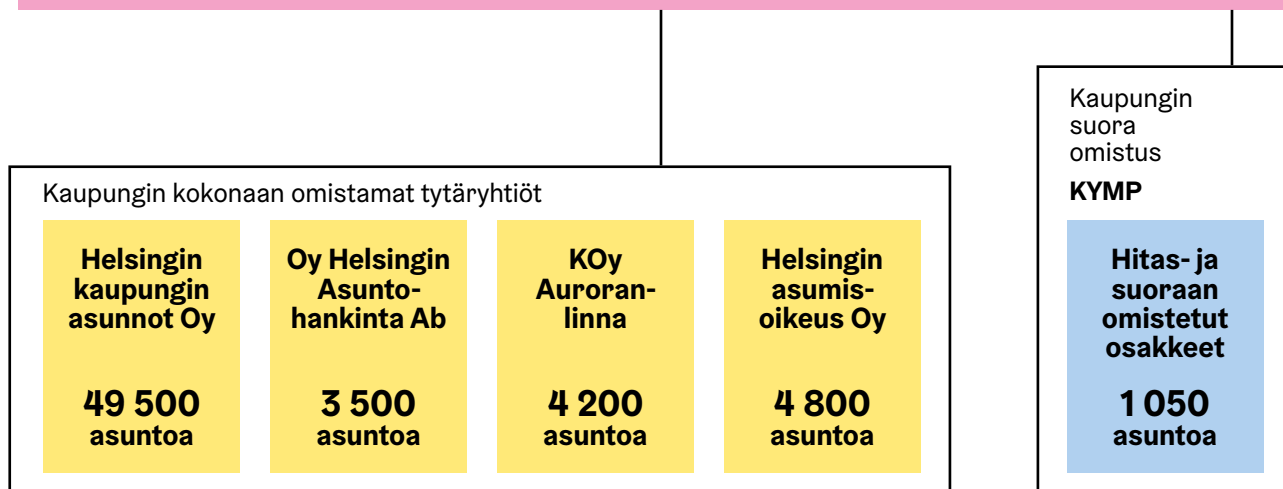 Kaupungin kokonaan omistamat tytäryhtiöt
Helsingin
kaupungin
asunnot Oy
49 500
asuntoa
Oy Helsingin
Asunto-
hankinta Ab
3 500
asuntoa
KOy
Auroran-
linna
4 200
asuntoa
Helsingin
asumis-
oikeus Oy
4 800
asuntoa
Kaupungin
suora
omistus
KYMP
Hitas- ja
suoraan
omistetut
osakkeet
1 050
asuntoa